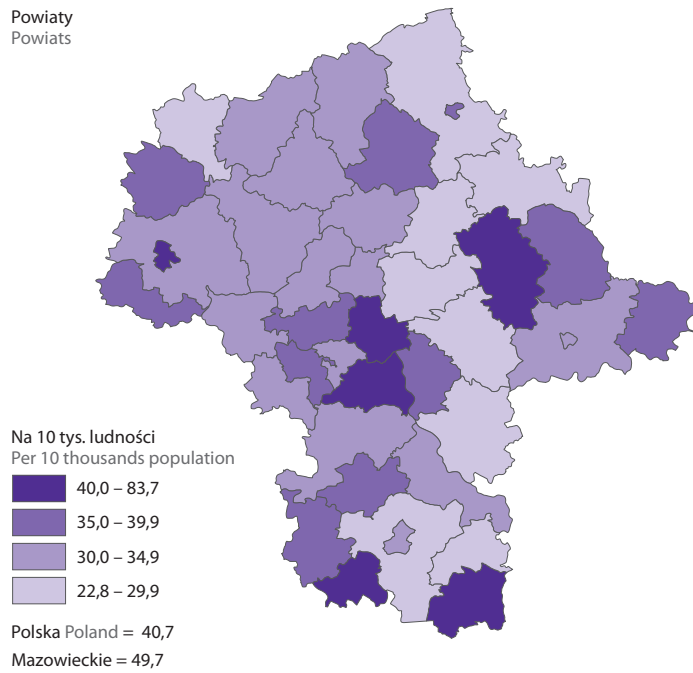 Powiaty
Powiats
Na 10 tys. ludności
Per 10 thousands population
40,0 – 83,7
35,0 – 39,9
30,0 – 34,9
22,8 – 29,9
Polska Poland = 40,7
Mazowieckie = 49,7